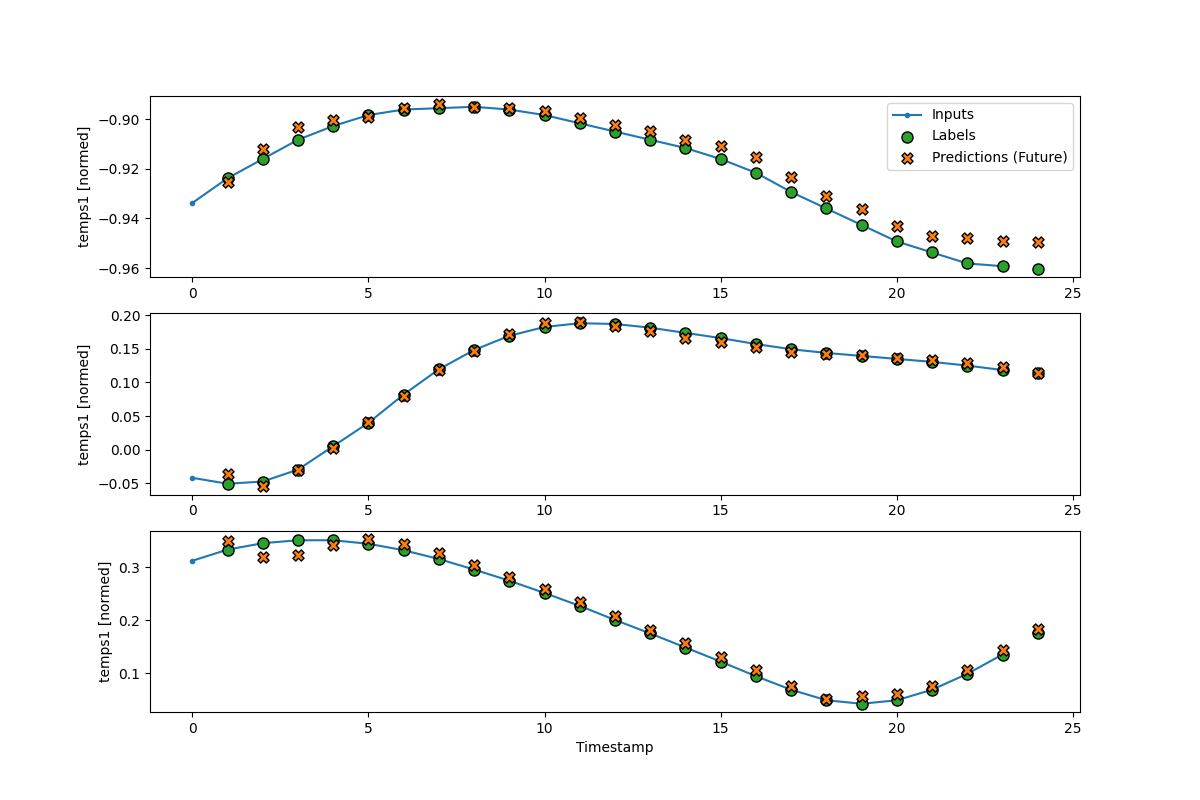 −0.90
−0.92
−0.94
−0.96
temps1 [normed]
Inputs
Labels
Predictions (Future)
0 5 10 15 20 25
0.20
0.15
0.10
0.05
0.00
−0.05
temps1 [normed]
0 5 10 15 20 25
0.3
0.2
0.1
temps1 [normed]
0 5 10 15 20 25
Timestamp